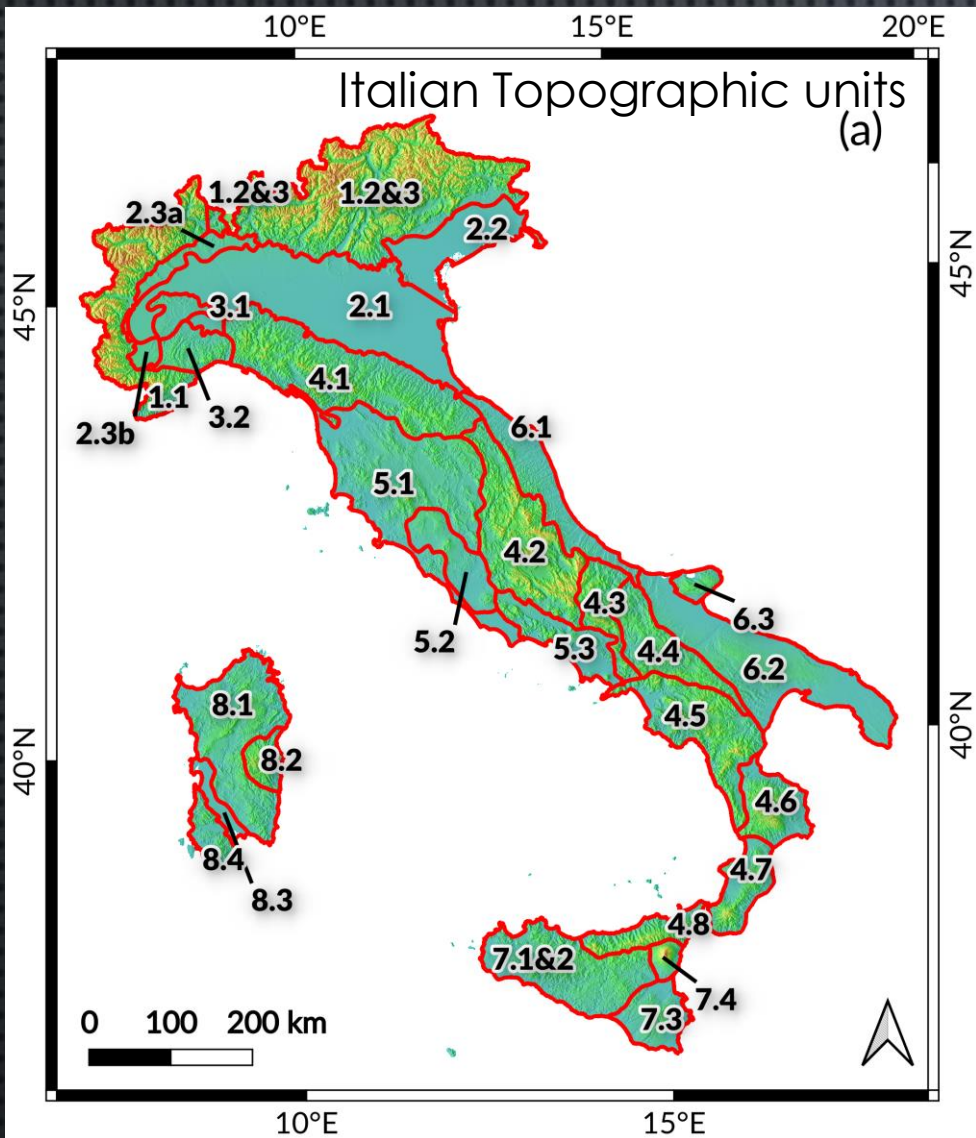 10°E 15°E 20°E
Italian Topographic units
(a)
1.2&3 1.2&3
2.3a
2.2
45°N 45°N
3.1 2.1
4.1
1.1
3.2
2.3b
6.1
5.1
4.2
4.3
6.3
5.2
5.3 4.4
6.2
8.1
4.5
40°N 40°N
8.2
4.6
8.4
4.7
8.3
4.8
7.1&2
7.4
7.3
0 100 200 km
10°E 15°E